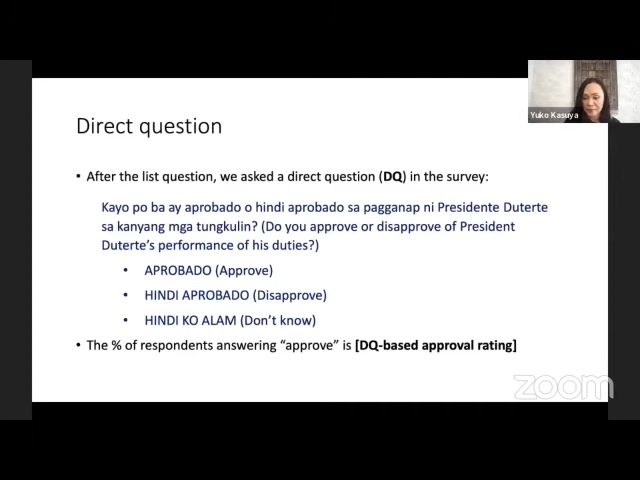 Yuko Kasuya
Direct question
• After the list question, we asked a direct question (DQ) in the survey:
Kayo po ba ay aprobado o hindi aprobado sa pagganap ni Presidente Duterte
sa kanyang mga tungkulin? (Do you approve or disapprove of President
Duterte’s performance of his duties?)
• APROBADO (Approve)
• HINDI APROBADO (Disapprove)
• HINDI KO ALAM (Don’t know)
• The % of respondents answering “approve” is [DQ-based approval rating]
zoom